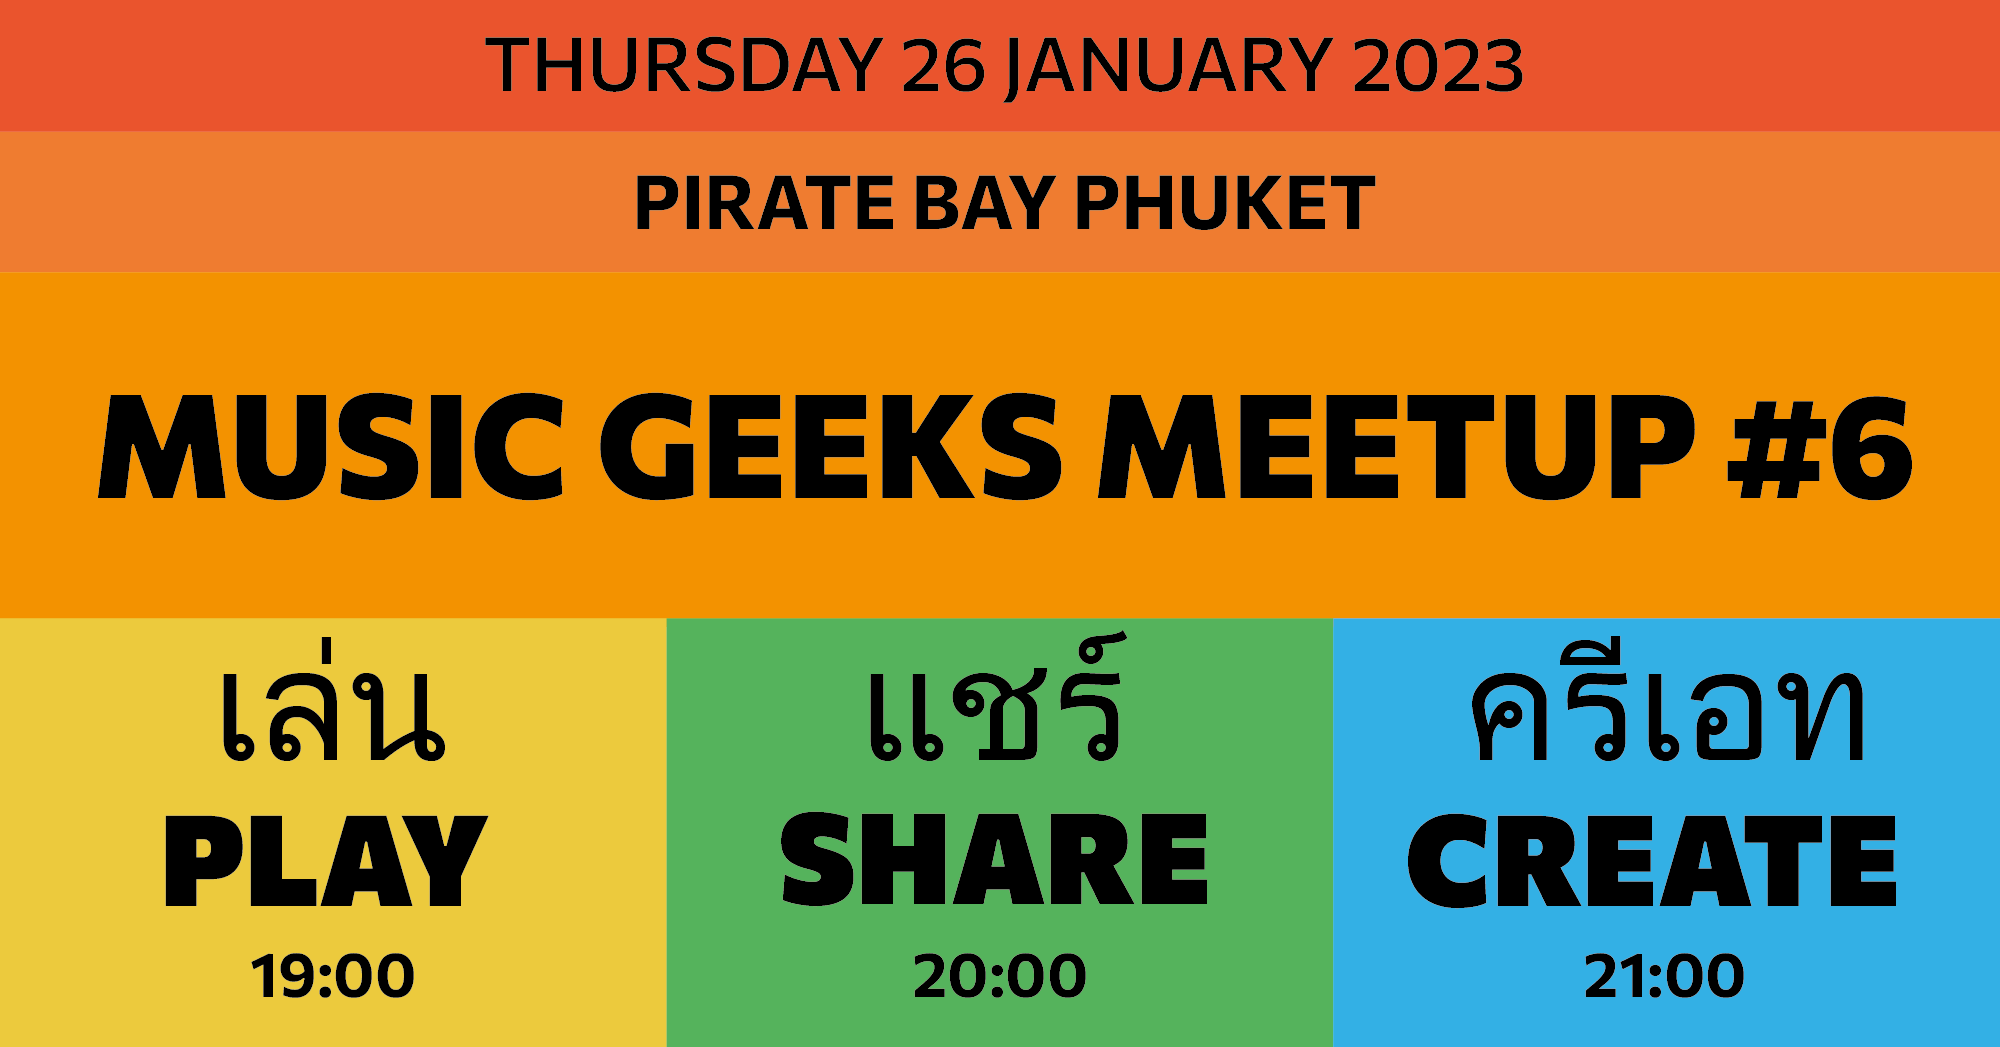 THURSDAY 26 JANUARY 2023
PIRATE BAY PHUKET
MUSIC GEEKS MEETUP #6
เล่น
PLAY
19:00
แชร์
SHARE
20:00
ครีเอท
CREATE
21:00